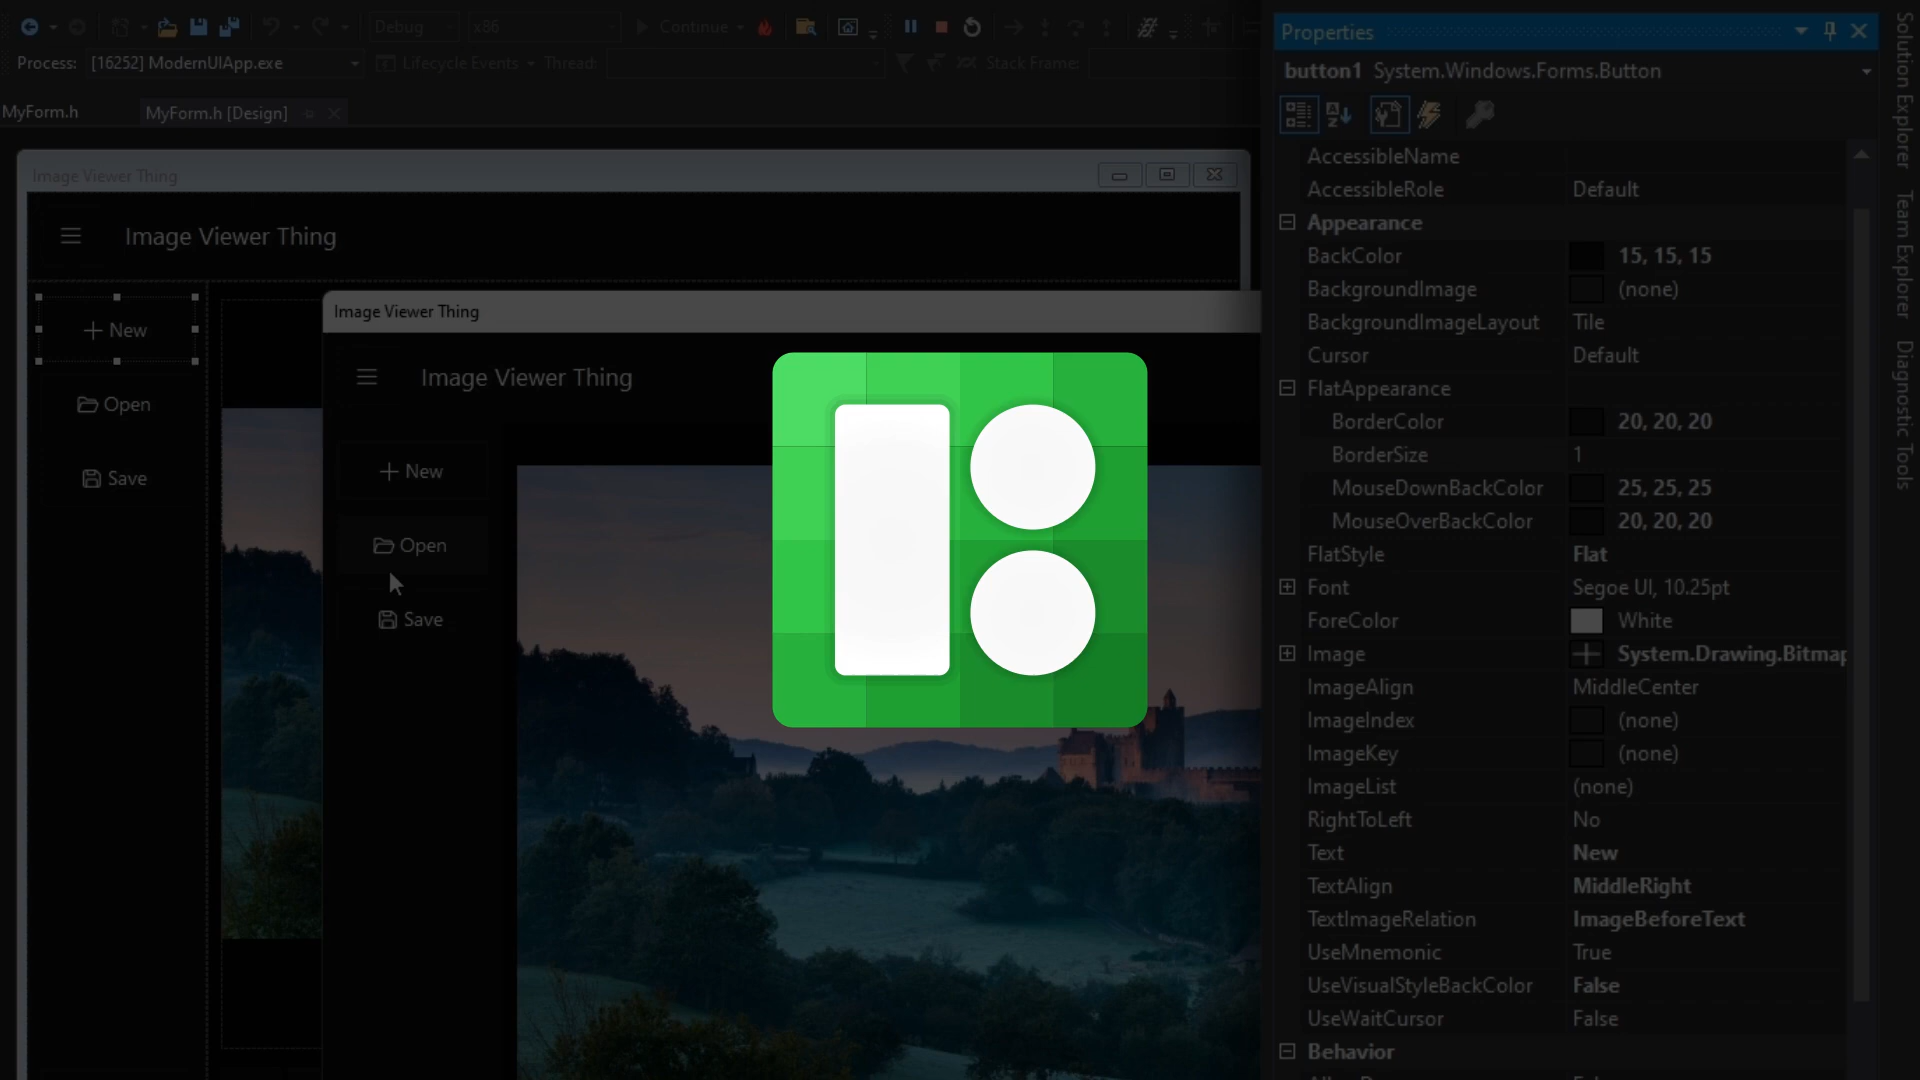 Debug
x86
Continue
Process: [16252] ModernUIApp.exe
Lifecycle Events
Thread:
Stack Frame:
MyForm.h
MyForm.h [Design]
Image Viewer Thing
Image Viewer Thing
New
Open
Save
Image Viewer Thing
Image Viewer Thing
New
Open
Save
Properties
button1 System.Windows.Forms.Button
AccessibleName
AccessibleRole Default
Appearance
BackColor 15, 15, 15
BackgroundImage (none)
BackgroundImageLayout Tile
Cursor Default
FlatAppearance
BorderColor 20, 20, 20
BorderSize 1
MouseDownBackColor 25, 25, 25
MouseOverBackColor 20, 20, 20
FlatStyle Flat
Font Segoe UI, 10.25pt
ForeColor White
Image System.Drawing.Bitmap
ImageAlign MiddleCenter
ImageIndex (none)
ImageKey (none)
ImageList (none)
RightToLeft No
Text New
TextAlign MiddleRight
TextImageRelation ImageBeforeText
UseMnemonic True
UseVisualStyleBackColor False
UseWaitCursor False
Behavior
Solution Explorer
Team Explorer
Diagnostic Tools